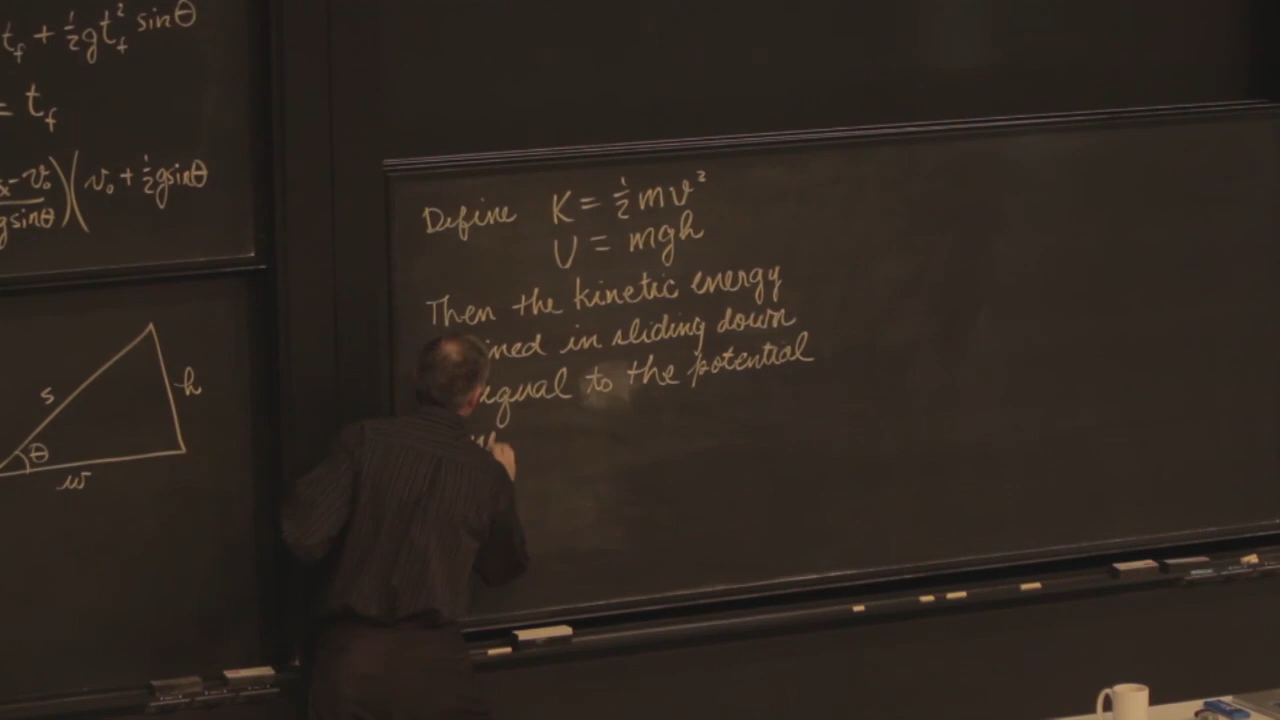 t_f + ½gt_f² sinθ
= t_f
-v₀ / gsinθ)(v₀ + ½gsinθ
s
h
θ
w
Define K = ½mv²
U = mgh
Then the kinetic energy
ined in sliding down
equal to the potential